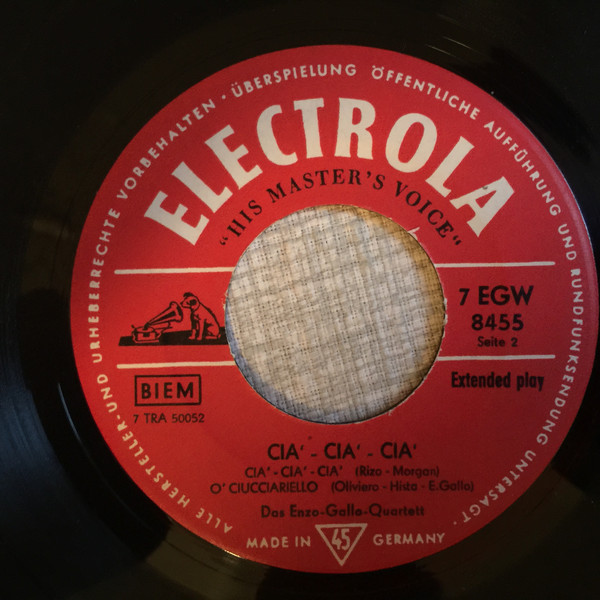 ALLE HERSTELLER- UND URHEBERRECHTE VORBEHALTEN · ÜBERSPIELUNG ÖFFENTLICHE AUFFÜHRUNG UND RUNDFUNKSENDUNG UNTERSAGT ·
ELECTROLA
"HIS MASTER'S VOICE"
7 EGW
8455
Seite 2
BIEM
Extended play
7 TRA 50052
CIA' - CIA' - CIA'
CIA' - CIA' - CIA' (Rizo - Morgan)
O' CIUCCIARIELLO (Oliviero - Hista - E.Gallo)
Das Enzo-Gallo-Quartett
MADE IN 45 GERMANY